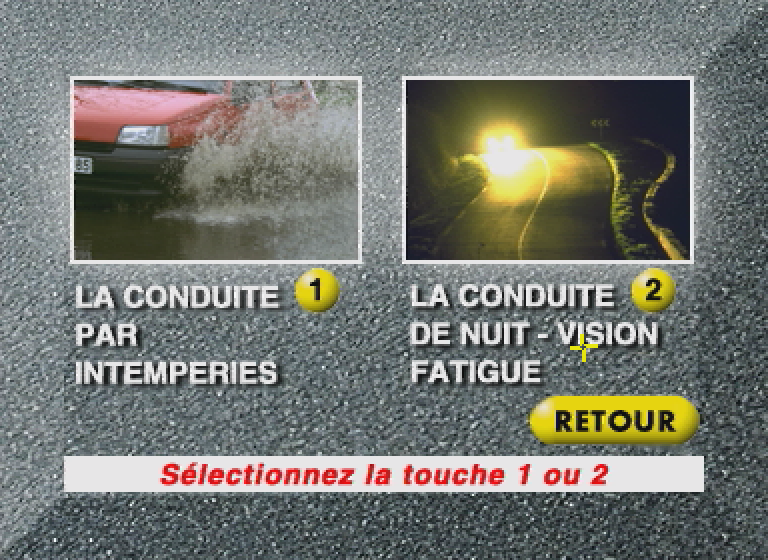 85
LA CONDUITE 1
PAR
INTEMPERIES
LA CONDUITE 2
DE NUIT - VISION
FATIGUE
RETOUR
Sélectionnez la touche 1 ou 2